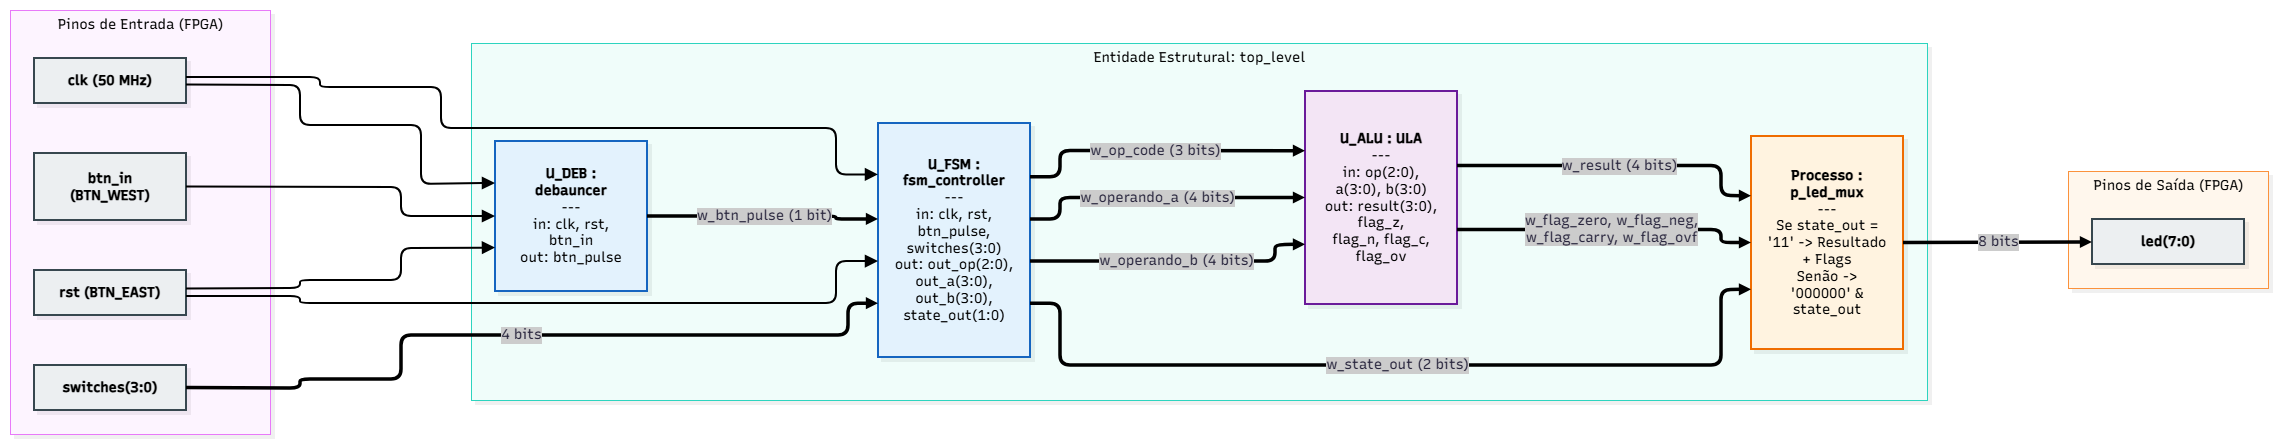 Pinos de Entrada (FPGA)
clk (50 MHz)
btn_in
(BTN_WEST)
rst (BTN_EAST)
switches(3:0)
4 bits
Entidade Estrutural: top_level
U_DEB :
debauncer
---
in: clk, rst,
btn_in
out: btn_pulse
w_btn_pulse (1 bit)
U_FSM :
fsm_controller
---
in: clk, rst,
btn_pulse,
switches(3:0)
out: out_op(2:0),
out_a(3:0),
out_b(3:0),
state_out(1:0)
w_op_code (3 bits)
w_operando_a (4 bits)
w_operando_b (4 bits)
w_state_out (2 bits)
U_ALU : ULA
---
in: op(2:0),
a(3:0), b(3:0)
out: result(3:0),
flag_z,
flag_n, flag_c,
flag_ov
w_result (4 bits)
w_flag_zero, w_flag_neg,
w_flag_carry, w_flag_ovf
Processo :
p_led_mux
---
Se state_out =
'11' -> Resultado
+ Flags
Senão ->
'000000' &
state_out
8 bits
Pinos de Saída (FPGA)
led(7:0)